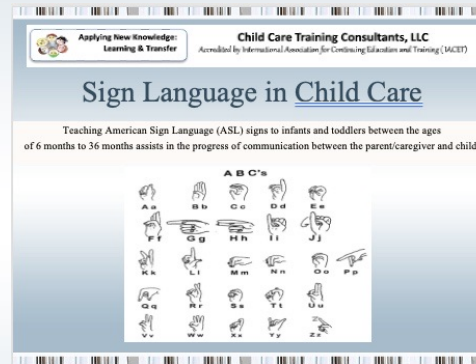 Applying New Knowledge:
Learning & Transfer
Child Care Training Consultants, LLC
Accredited by International Association for Continuing Education and Training (IACET)
Sign Language in Child Care
Teaching American Sign Language (ASL) signs to infants and toddlers between the ages
of 6 months to 36 months assists in the progress of communication between the parent/caregiver and child
A B C's
Aa Bb Cc Dd Ee
Ff Gg Hh Ii Jj
Kk Ll Mm Nn Oo Pp
Qq Rr Ss Tt Uu
Vv Ww Xx Yy Zz